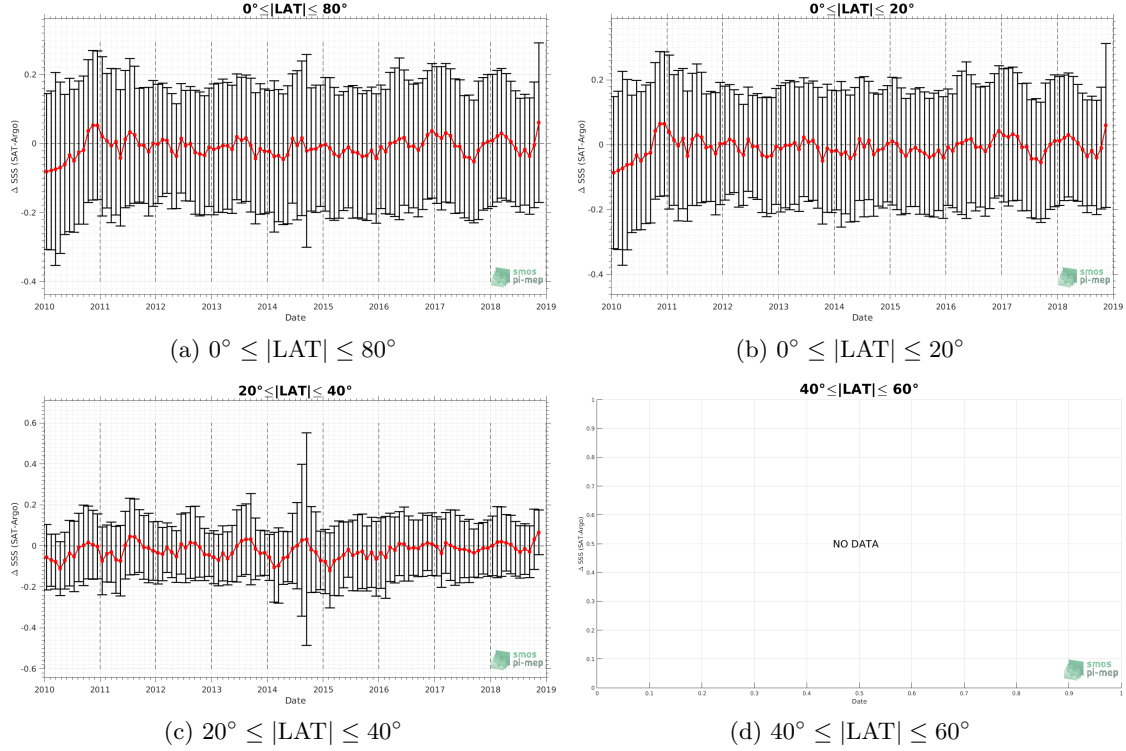 0°≤|LAT|≤ 80°
Δ SSS (SAT-Argo)
0.2
0
-0.2
-0.4
2010 2011 2012 2013 2014 2015 2016 2017 2018 2019
Date
smos
pi-mep
(a) 0° ≤ |LAT| ≤ 80°
0°≤|LAT|≤ 20°
Δ SSS (SAT-Argo)
0.2
0
-0.2
-0.4
2010 2011 2012 2013 2014 2015 2016 2017 2018 2019
Date
smos
pi-mep
(b) 0° ≤ |LAT| ≤ 20°
20°≤|LAT|≤ 40°
Δ SSS (SAT-Argo)
0.6
0.4
0.2
0
-0.2
-0.4
-0.6
2010 2011 2012 2013 2014 2015 2016 2017 2018 2019
Date
smos
pi-mep
(c) 20° ≤ |LAT| ≤ 40°
40°≤|LAT|≤ 60°
Δ SSS (SAT-Argo)
1
0.9
0.8
0.7
0.6
0.5
0.4
0.3
0.2
0.1
0
NO DATA
0 0.1 0.2 0.3 0.4 0.5 0.6 0.7 0.8 0.9 1
Date
smos
pi-mep
(d) 40° ≤ |LAT| ≤ 60°